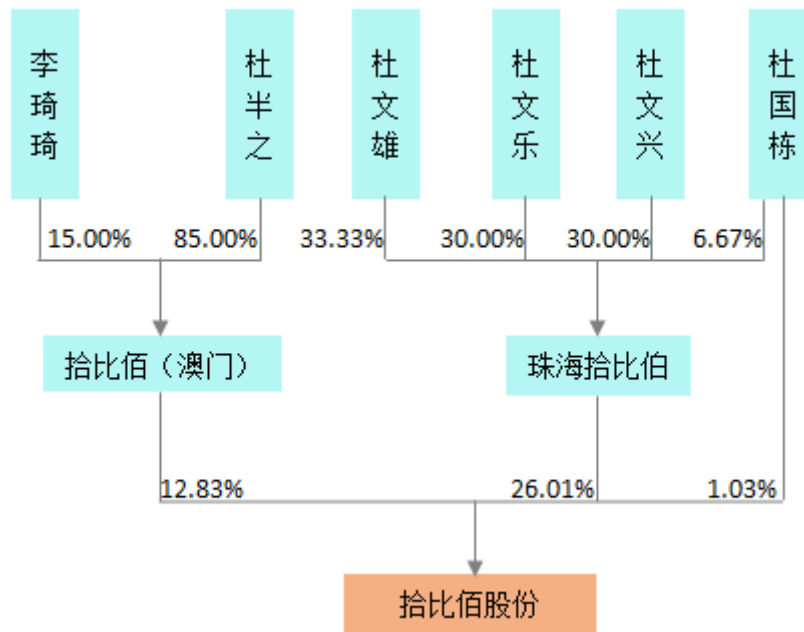 李琦琦
杜半之
杜文雄
杜文乐
杜文兴
杜国栋
15.00%
85.00%
33.33%
30.00%
30.00%
6.67%
拾比佰（澳门）
珠海拾比伯
12.83%
26.01%
1.03%
拾比佰股份